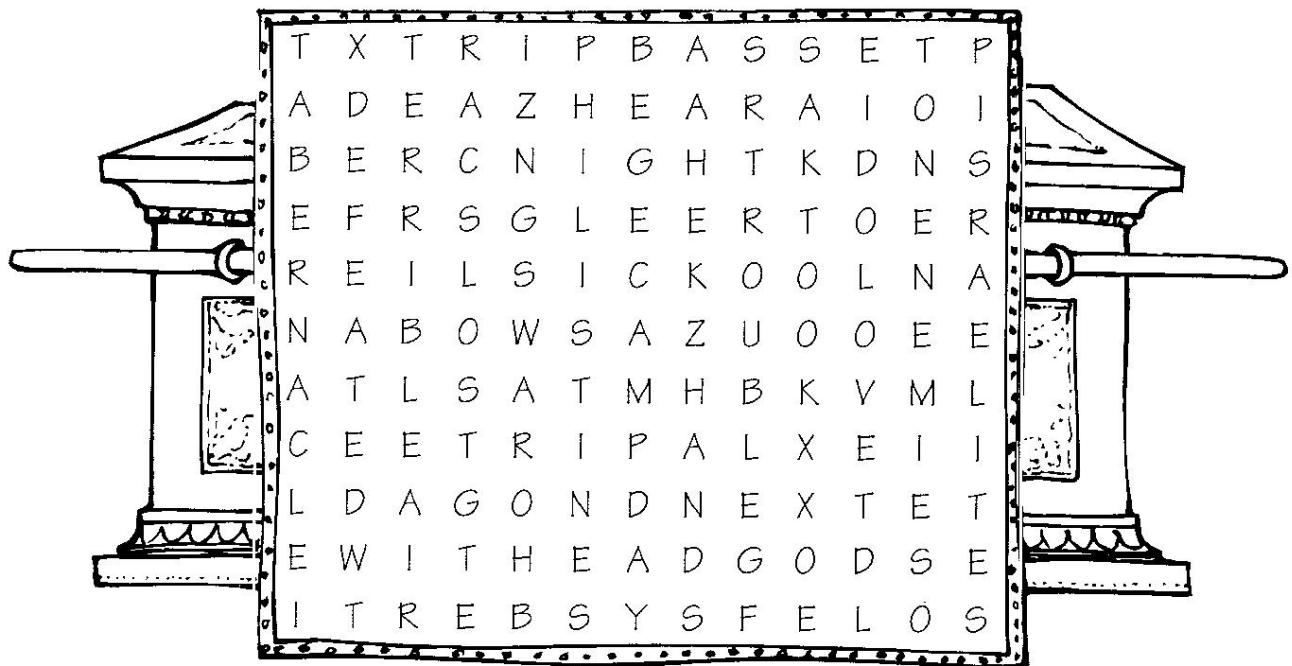 T X T R I P B A S S E T P
A D E A Z H E A R A I O I
B E R C N I G H T K D N S
E F R S G L E E R T O E R
R E I L S I C K O O L N A
N A B O W S A Z U O O E E
A T L S A T M H B K V M L
C E E T R I P A L X E I I
L D A G O N D N E X T E T
E W I T H E A D G O D S E
I T R E B S Y S F E L O S